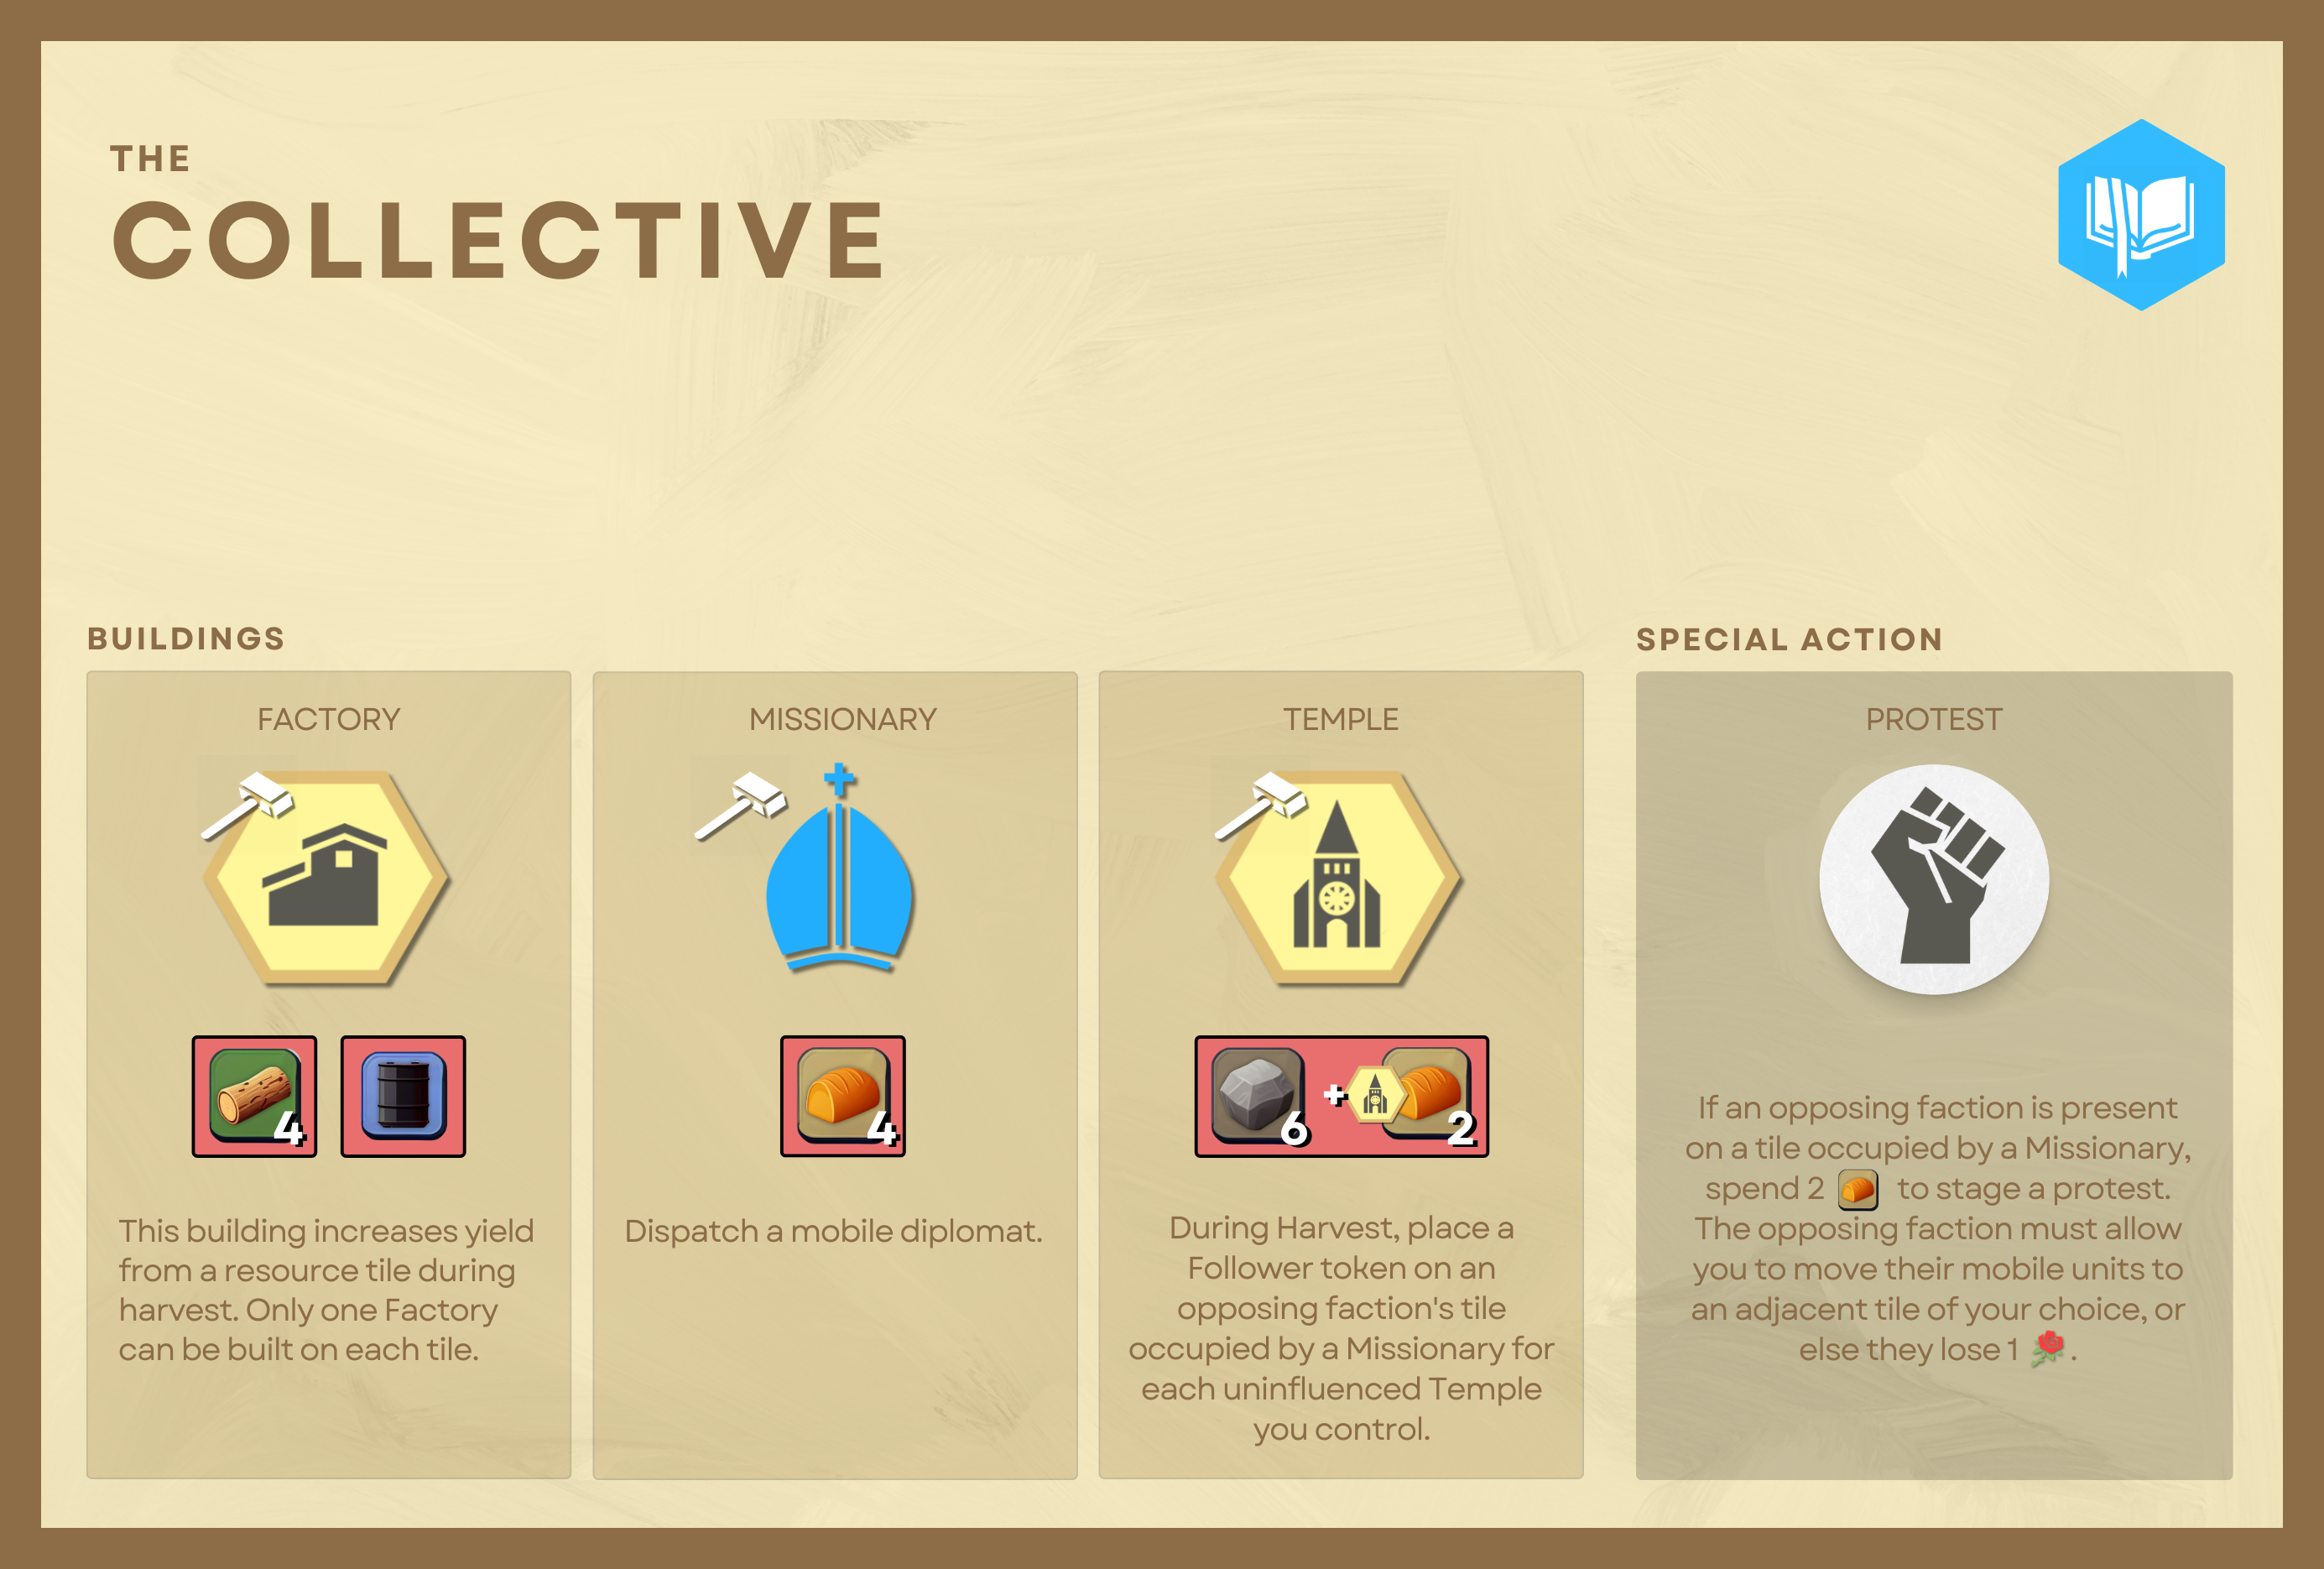 THE
COLLECTIVE
BUILDINGS
FACTORY
4
This building increases yield
from a resource tile during
harvest. Only one Factory
can be built on each tile.
MISSIONARY
4
Dispatch a mobile diplomat.
TEMPLE
6 + 2
During Harvest, place a
Follower token on an
opposing faction's tile
occupied by a Missionary for
each uninfluenced Temple
you control.
SPECIAL ACTION
PROTEST
If an opposing faction is present
on a tile occupied by a Missionary,
spend 2 to stage a protest.
The opposing faction must allow
you to move their mobile units to
an adjacent tile of your choice, or
else they lose 1 .